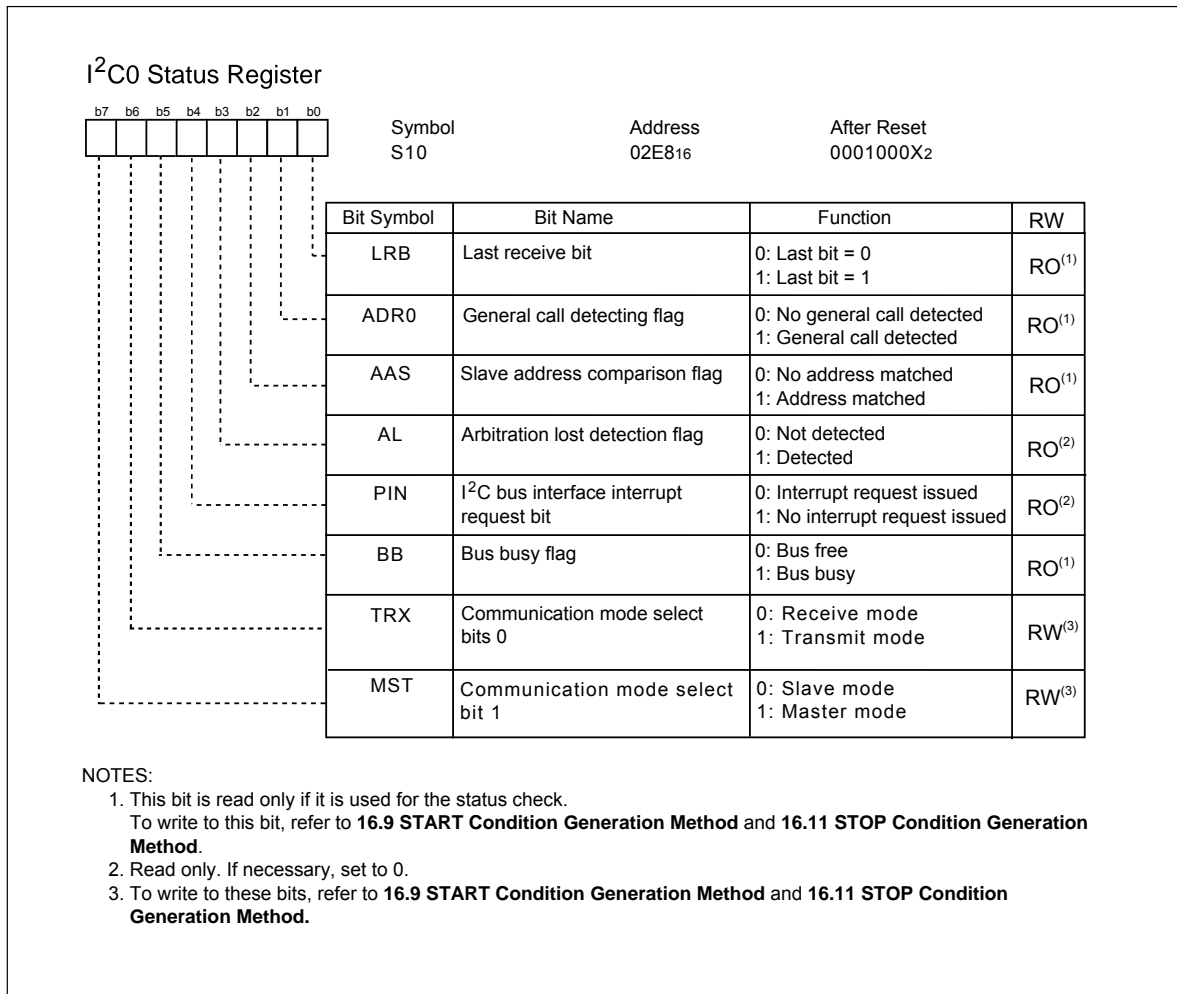 I²C0 Status Register
b7 b6 b5 b4 b3 b2 b1 b0
Symbol Address After Reset
S10 02E816 0001000X2
Bit Symbol Bit Name Function RW
LRB Last receive bit 0: Last bit = 0
1: Last bit = 1 RO(1)
ADR0 General call detecting flag 0: No general call detected
1: General call detected RO(1)
AAS Slave address comparison flag 0: No address matched
1: Address matched RO(1)
AL Arbitration lost detection flag 0: Not detected
1: Detected RO(2)
PIN I²C bus interface interrupt
request bit 0: Interrupt request issued
1: No interrupt request issued RO(2)
BB Bus busy flag 0: Bus free
1: Bus busy RO(1)
TRX Communication mode select
bits 0 0: Receive mode
1: Transmit mode RW(3)
MST Communication mode select
bit 1 0: Slave mode
1: Master mode RW(3)
NOTES:
1. This bit is read only if it is used for the status check.
To write to this bit, refer to 16.9 START Condition Generation Method and 16.11 STOP Condition Generation
Method.
2. Read only. If necessary, set to 0.
3. To write to these bits, refer to 16.9 START Condition Generation Method and 16.11 STOP Condition
Generation Method.